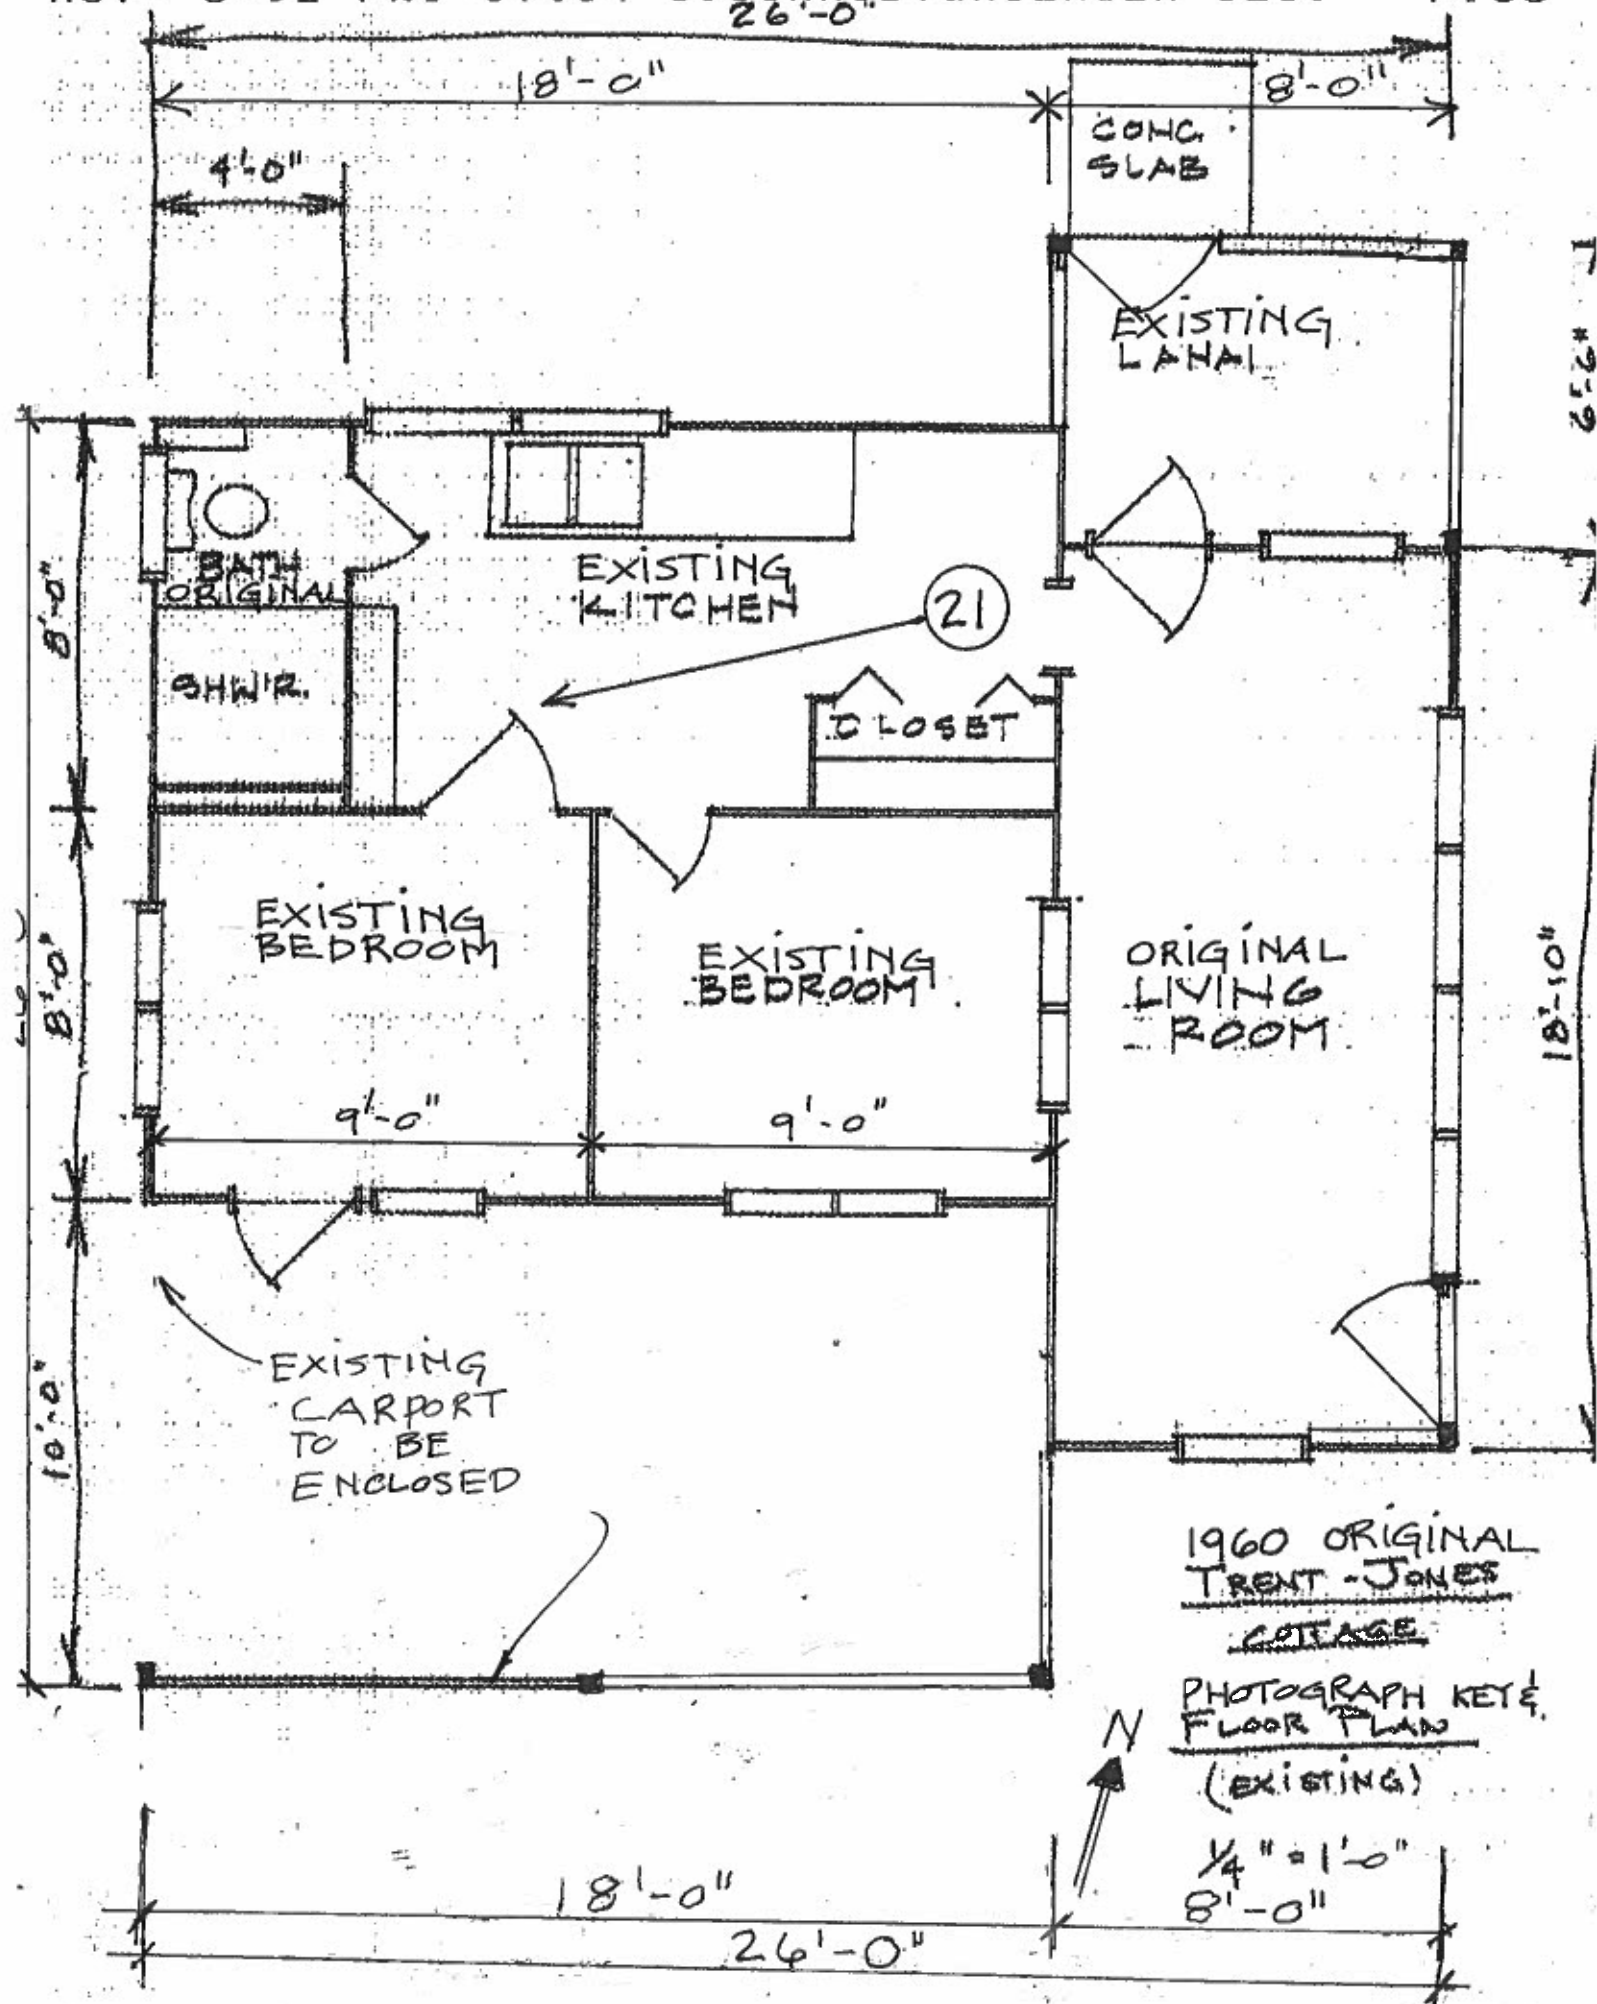 26'-0"
18'-0"
8'-0"
CONC
SLAB
4'-0"
EXISTING
LANAI
6'-6"
8'-0"
BATH
ORIGINAL
EXISTING
KITCHEN
21
SHW'R.
CLOSET
EXISTING
BEDROOM
EXISTING
BEDROOM
ORIGINAL
LIVING
ROOM
8'-0"
18'-10"
9'-0"
9'-0"
10'-0"
EXISTING
CARPORT
TO BE
ENCLOSED
1960 ORIGINAL
TRENT-JONES
COTTAGE
PHOTOGRAPH KEY &
FLOOR PLAN
(EXISTING)
N
1/4" = 1'-0"
18'-0"
8'-0"
26'-0"